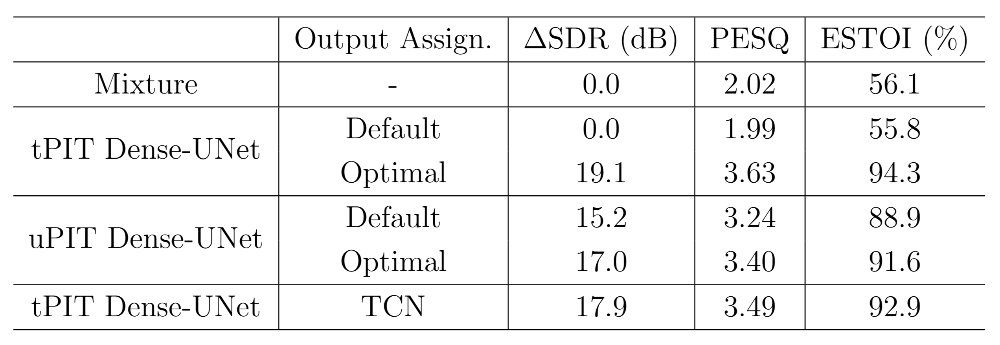 Output Assign. ΔSDR (dB) PESQ ESTOI (%)
Mixture - 0.0 2.02 56.1
tPIT Dense-UNet Default 0.0 1.99 55.8
Optimal 19.1 3.63 94.3
uPIT Dense-UNet Default 15.2 3.24 88.9
Optimal 17.0 3.40 91.6
tPIT Dense-UNet TCN 17.9 3.49 92.9